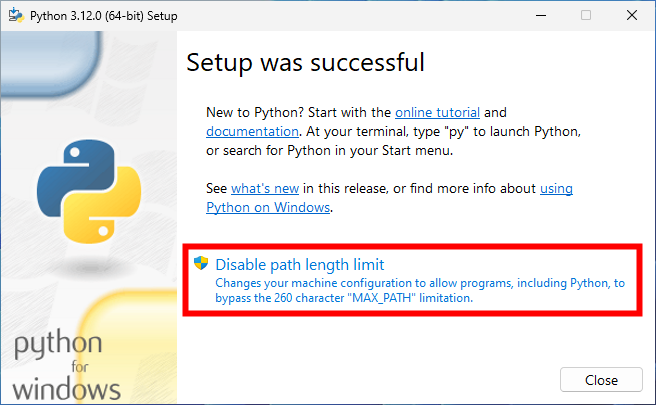 Python 3.12.0 (64-bit) Setup
Setup was successful
New to Python? Start with the online tutorial and
documentation. At your terminal, type "py" to launch Python,
or search for Python in your Start menu.
See what's new in this release, or find more info about using
Python on Windows.
Disable path length limit
Changes your machine configuration to allow programs, including Python, to
bypass the 260 character "MAX_PATH" limitation.
python
for
windows
Close